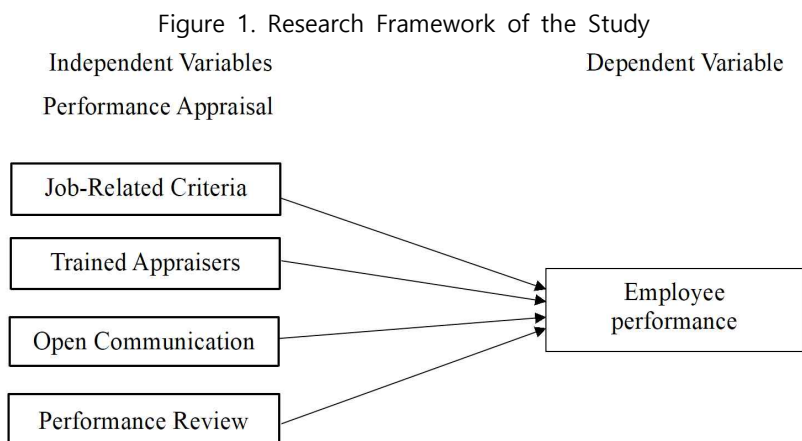 Figure 1. Research Framework of the Study
Independent Variables
Dependent Variable
Performance Appraisal
Job-Related Criteria
Trained Appraisers
Open Communication
Performance Review
Employee
performance